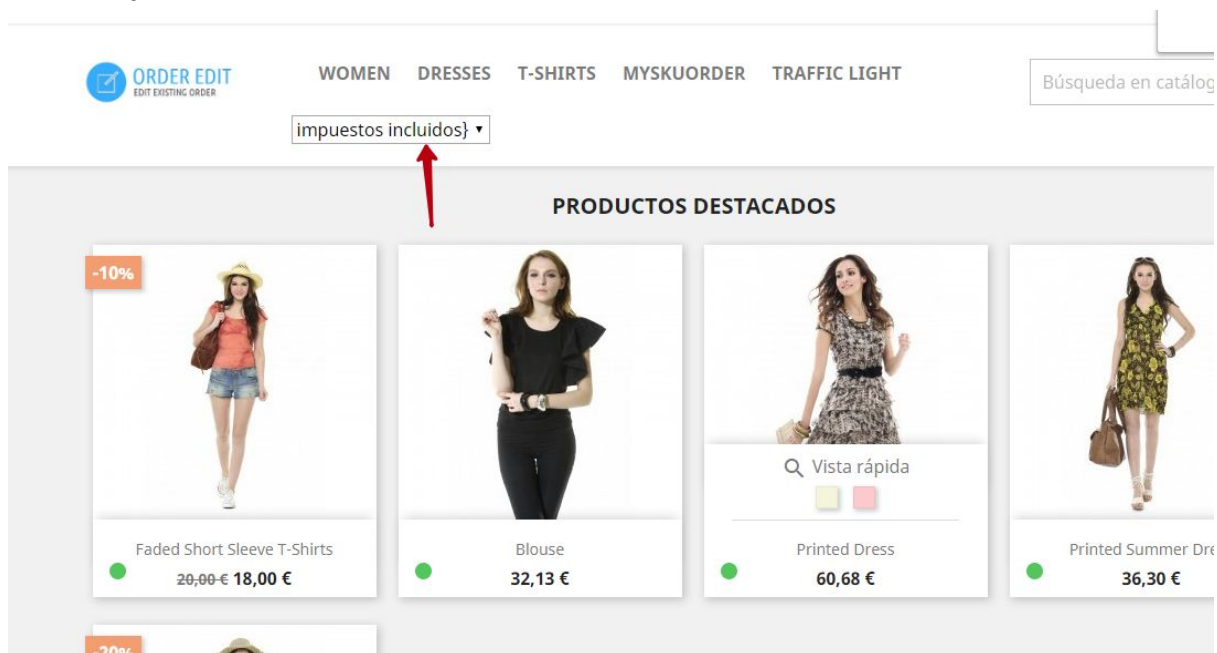 ORDER EDIT
EDIT EXISTING ORDER
WOMEN DRESSES T-SHIRTS MYSKUORDER TRAFFIC LIGHT
Búsqueda en catálog
impuestos incluidos}
PRODUCTOS DESTACADOS
-10%
Vista rápida
Faded Short Sleeve T-Shirts
20,00 € 18,00 €
Blouse
32,13 €
Printed Dress
60,68 €
Printed Summer Dre
36,30 €
-20%